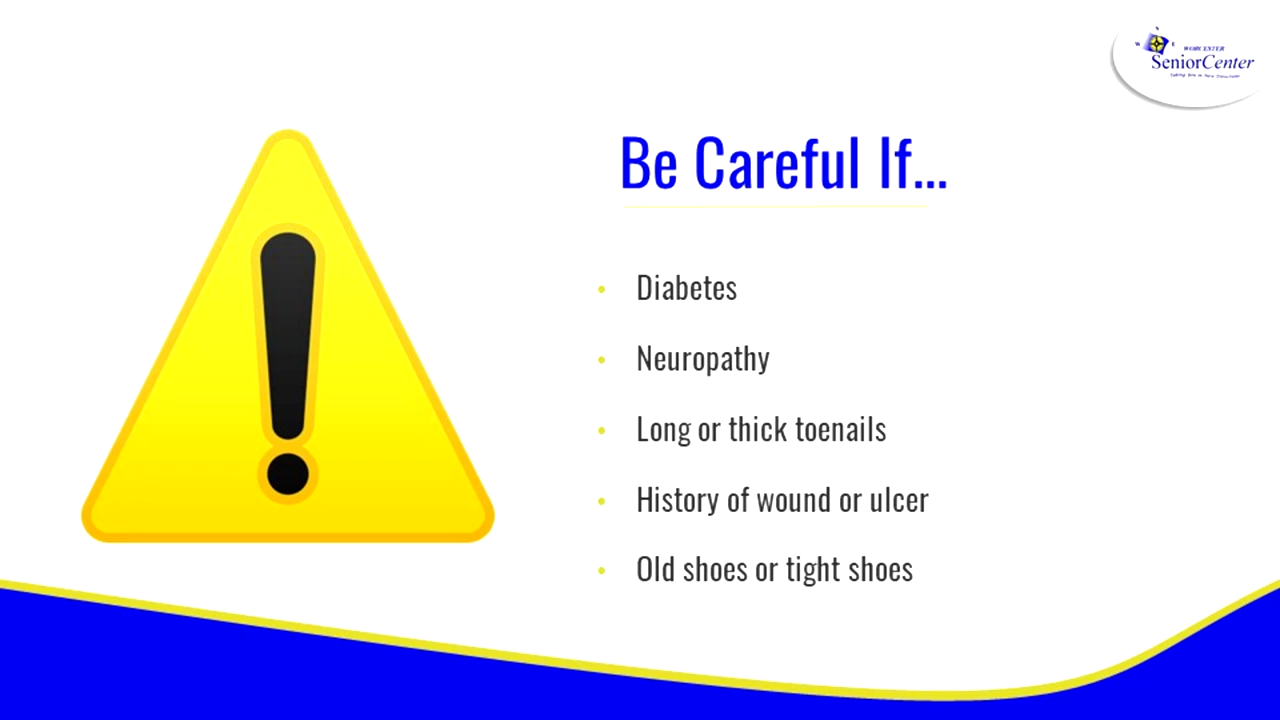 N
W E
WORCESTER
SeniorCenter
Be Careful If...
• Diabetes
• Neuropathy
• Long or thick toenails
• History of wound or ulcer
• Old shoes or tight shoes